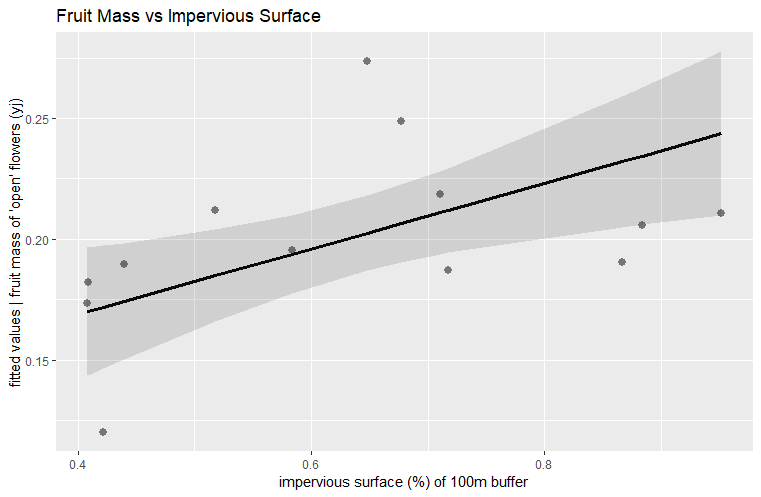 Fruit Mass vs Impervious Surface
fitted values | fruit mass of 'open' flowers (yj)
0.25
0.20
0.15
0.4
0.6
0.8
impervious surface (%) of 100m buffer